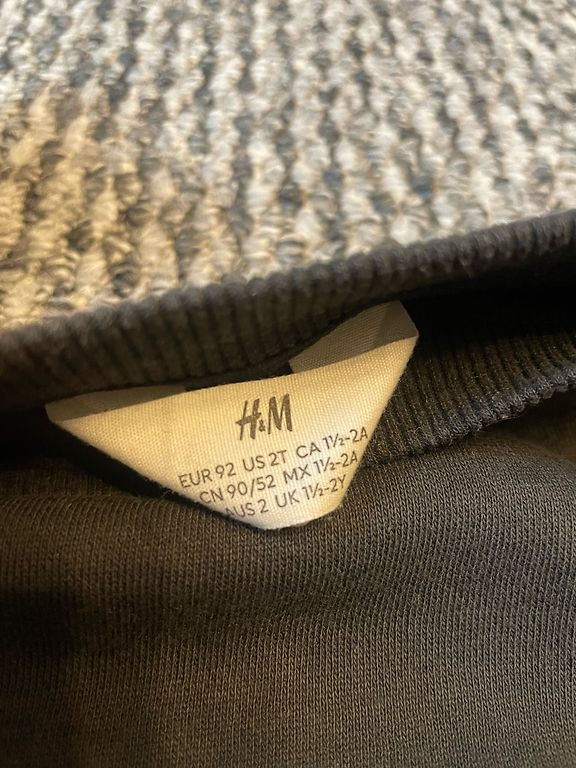 H&M
EUR 92 US 2T CA 1½-2A
CN 90/52 MX 1½-2A
AUS 2 UK 1½-2Y